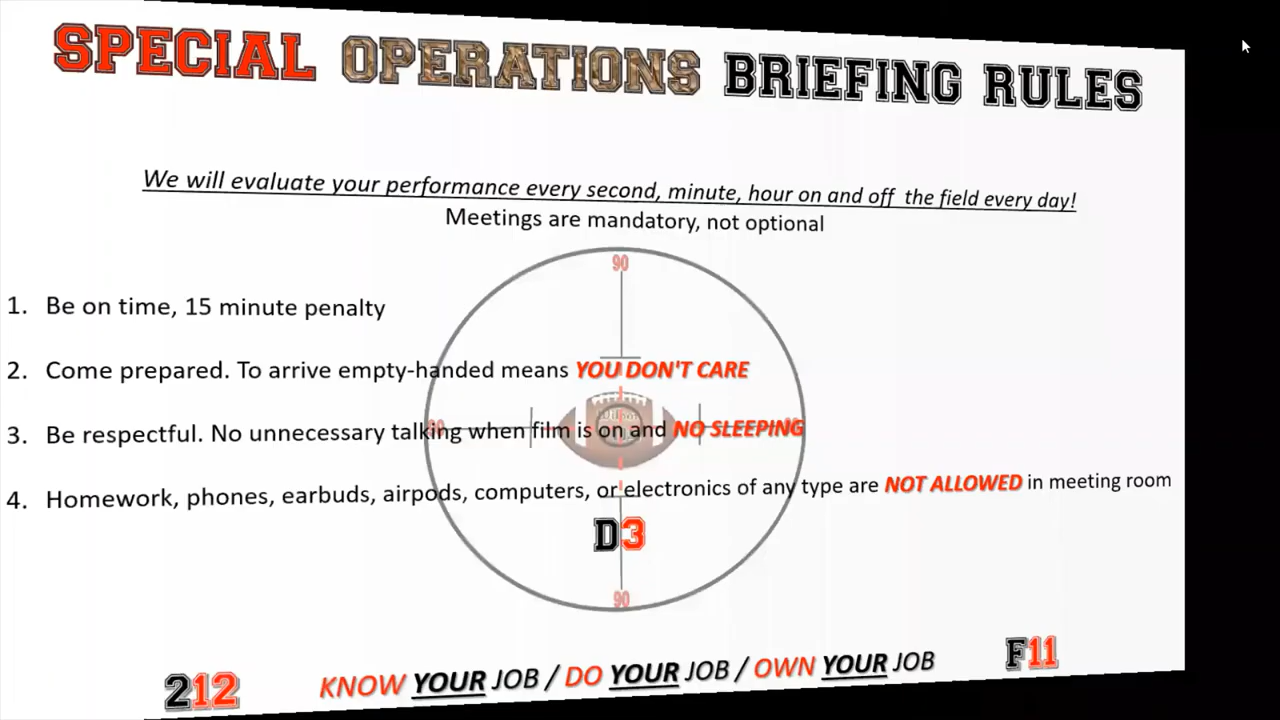 SPECIAL OPERATIONS BRIEFING RULES
We will evaluate your performance every second, minute, hour on and off the field every day!
Meetings are mandatory, not optional
90
1. Be on time, 15 minute penalty
2. Come prepared. To arrive empty-handed means YOU DON'T CARE
3. Be respectful. No unnecessary talking when film is on and NO SLEEPING
4. Homework, phones, earbuds, airpods, computers, or electronics of any type are NOT ALLOWED in meeting room
D3
90
212 KNOW YOUR JOB / DO YOUR JOB / OWN YOUR JOB F11